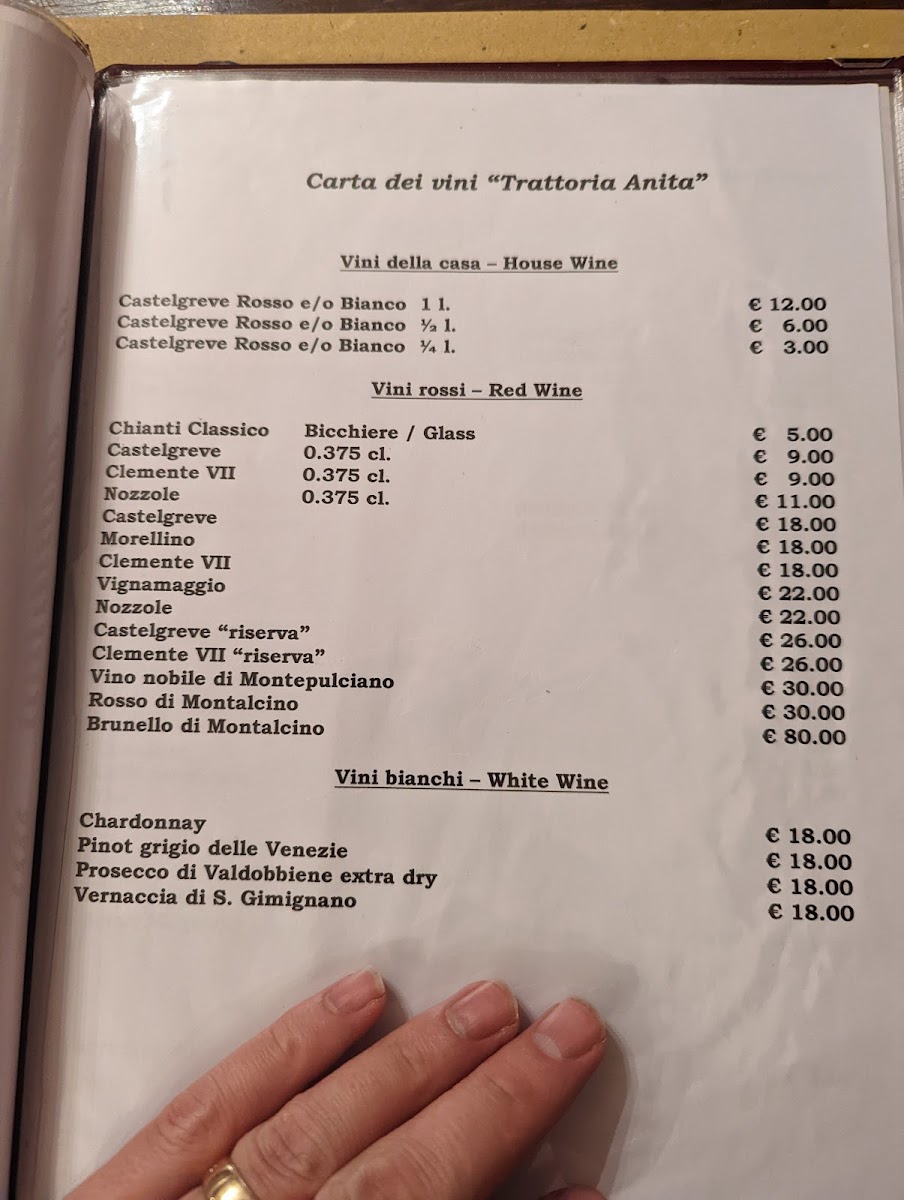 Carta dei vini “Trattoria Anita”
Vini della casa – House Wine
Castelgreve Rosso e/o Bianco 1 l. € 12.00
Castelgreve Rosso e/o Bianco ½ l. € 6.00
Castelgreve Rosso e/o Bianco ¼ l. € 3.00
Vini rossi – Red Wine
Chianti Classico Bicchiere / Glass € 5.00
Castelgreve 0.375 cl. € 9.00
Clemente VII 0.375 cl. € 9.00
Nozzole 0.375 cl. € 11.00
Castelgreve € 18.00
Morellino € 18.00
Clemente VII € 18.00
Vignamaggio € 22.00
Nozzole € 22.00
Castelgreve “riserva” € 26.00
Clemente VII “riserva” € 26.00
Vino nobile di Montepulciano € 30.00
Rosso di Montalcino € 30.00
Brunello di Montalcino € 80.00
Vini bianchi – White Wine
Chardonnay € 18.00
Pinot grigio delle Venezie € 18.00
Prosecco di Valdobbiene extra dry € 18.00
Vernaccia di S. Gimignano € 18.00